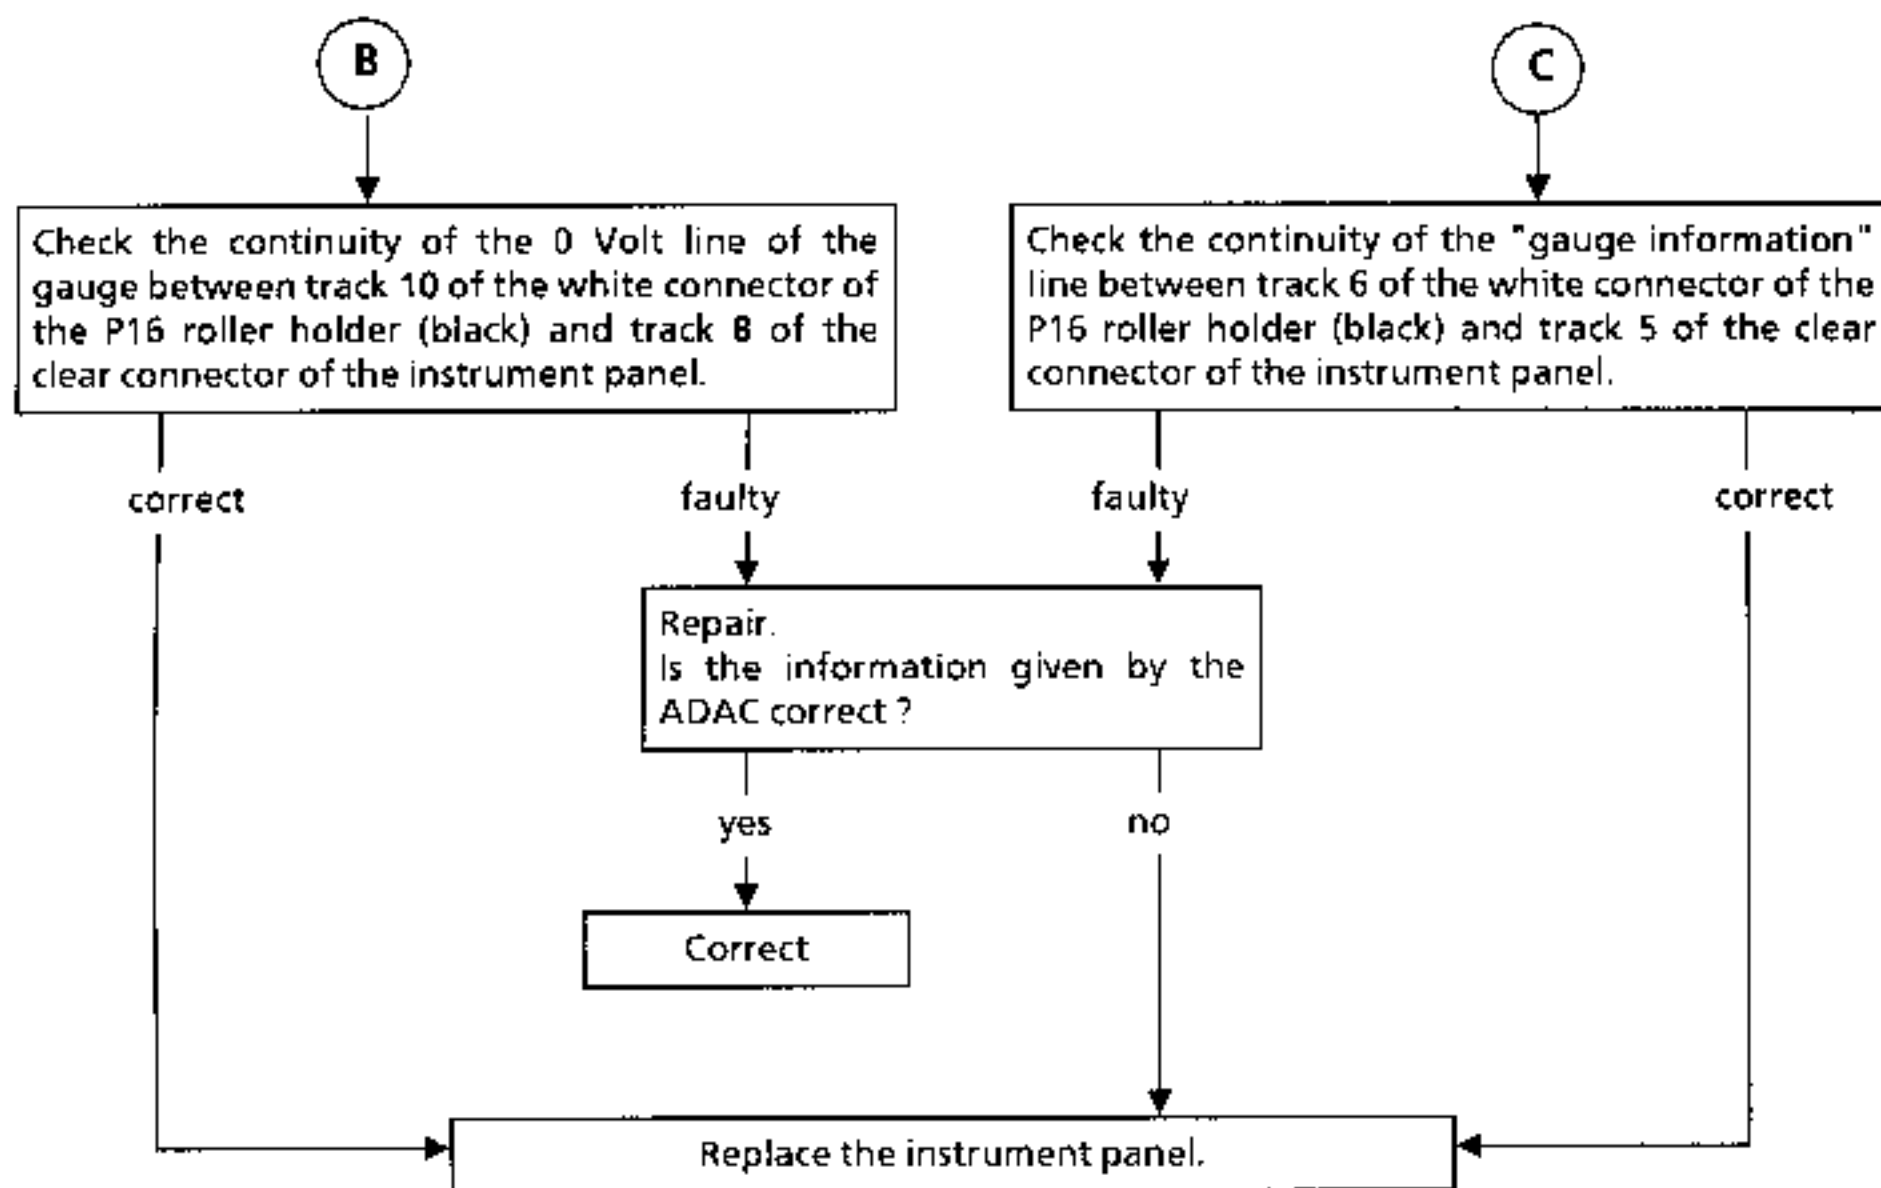 B
C
Check the continuity of the 0 Volt line of the
gauge between track 10 of the white connector of
the P16 roller holder (black) and track 8 of the
clear connector of the instrument panel.
Check the continuity of the "gauge information"
line between track 6 of the white connector of the
P16 roller holder (black) and track 5 of the clear
connector of the instrument panel.
correct
faulty
faulty
correct
Repair.
Is the information given by the
ADAC correct ?
yes
no
Correct
Replace the instrument panel.